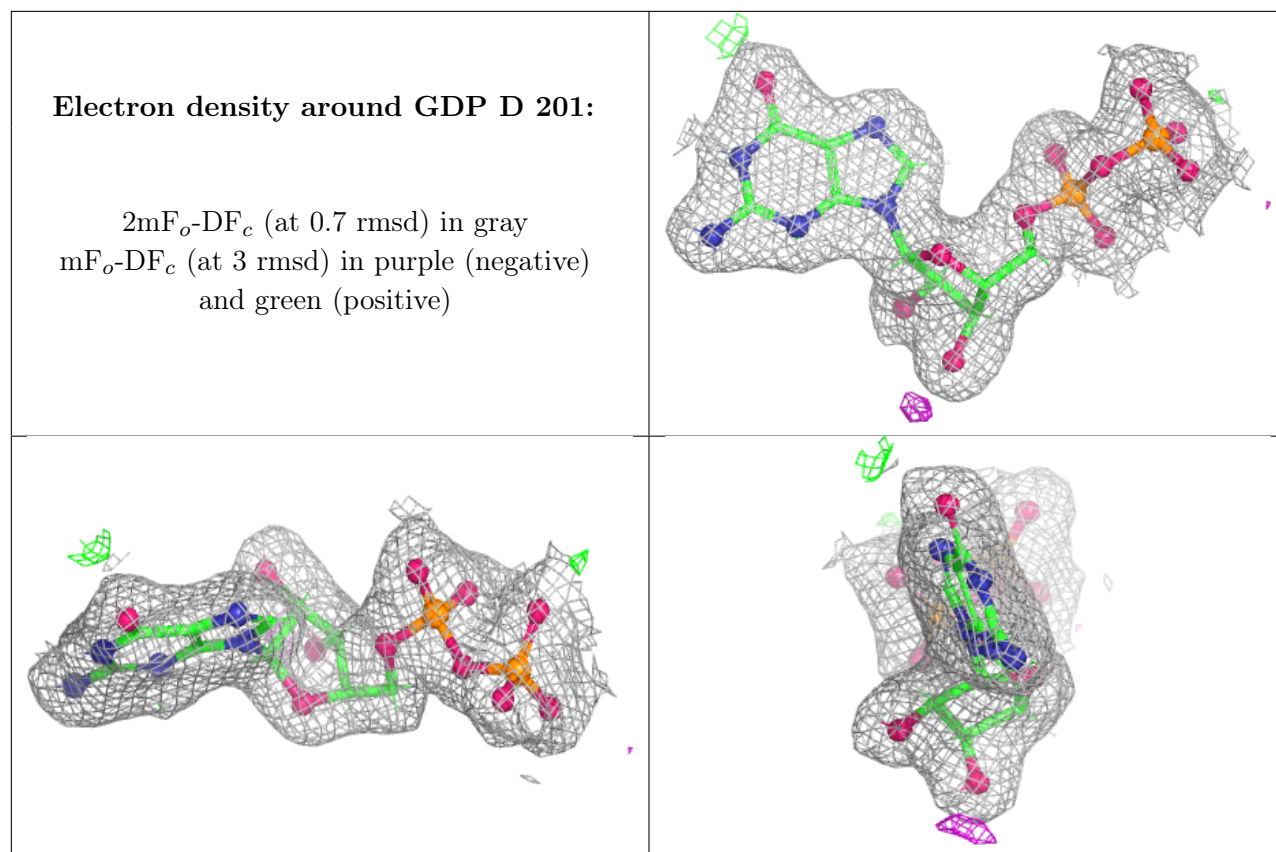 Electron density around GDP D 201:
2mFₒ-DF𝒸 (at 0.7 rmsd) in gray
mFₒ-DF𝒸 (at 3 rmsd) in purple (negative)
and green (positive)